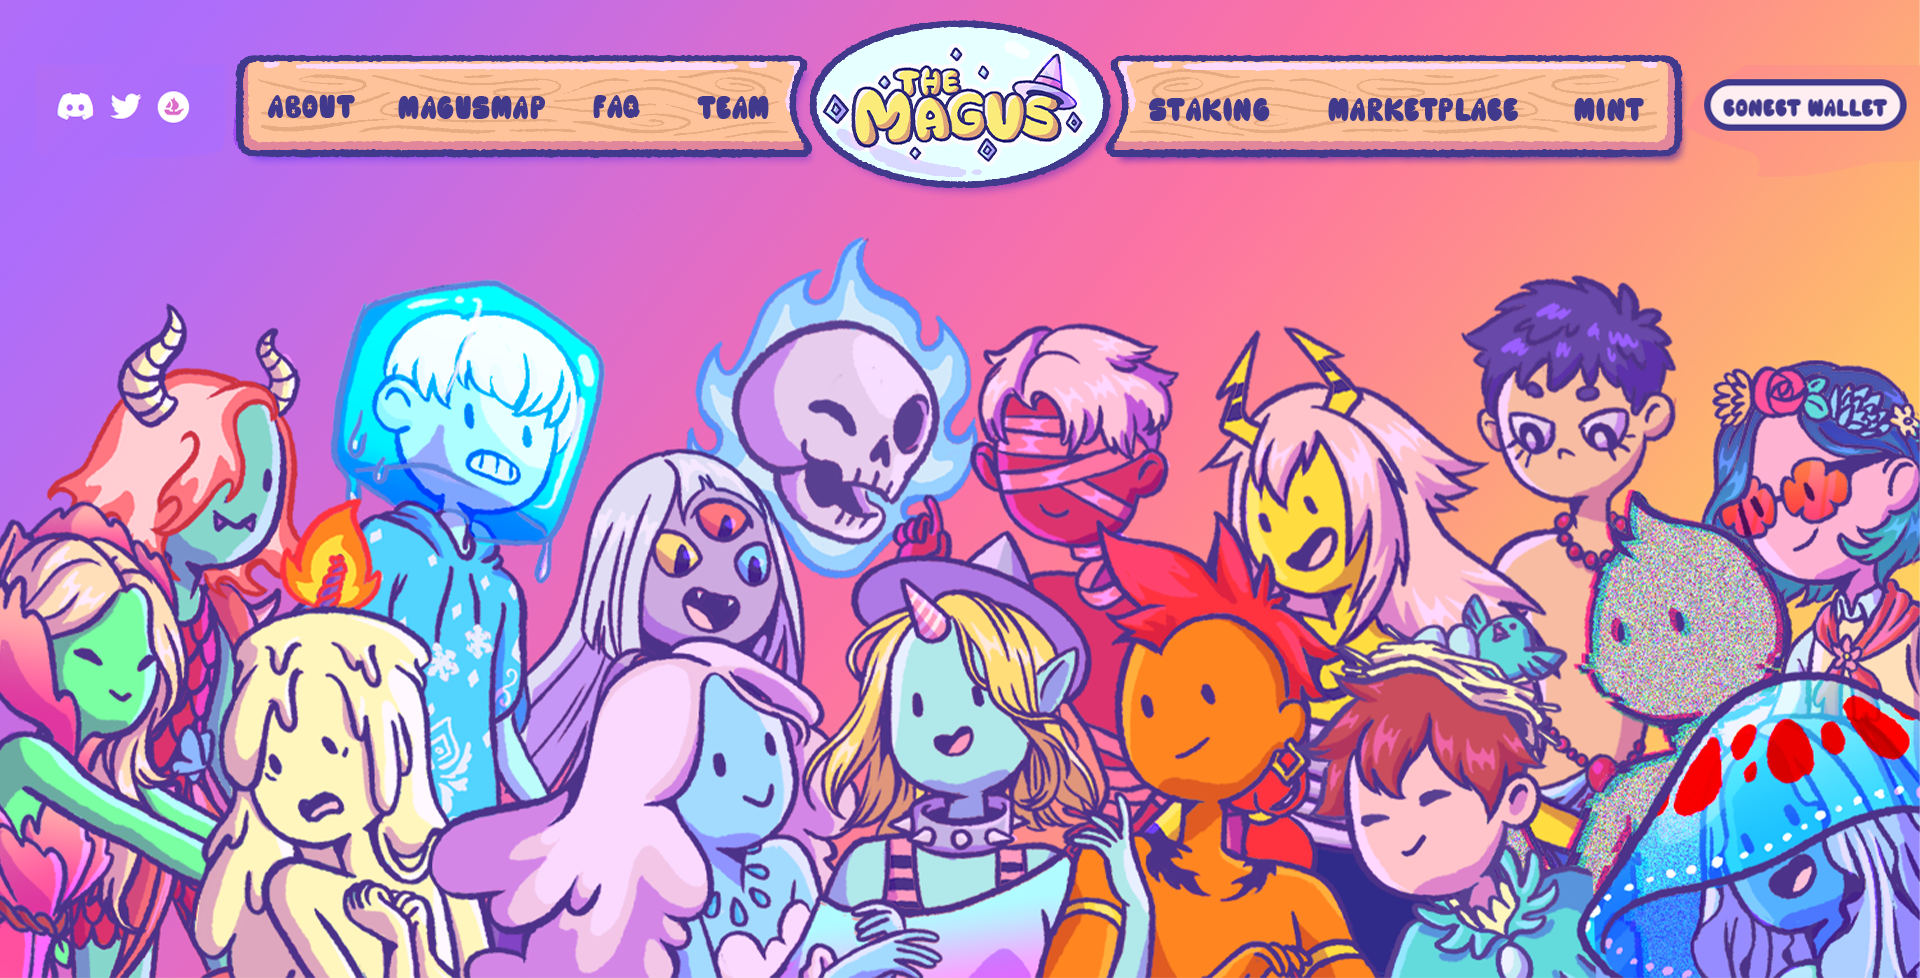 ABOUT MAGUSMAP FAQ TEAM
THE
MAGUS
STAKING MARKETPLACE MINT
CONECT WALLET